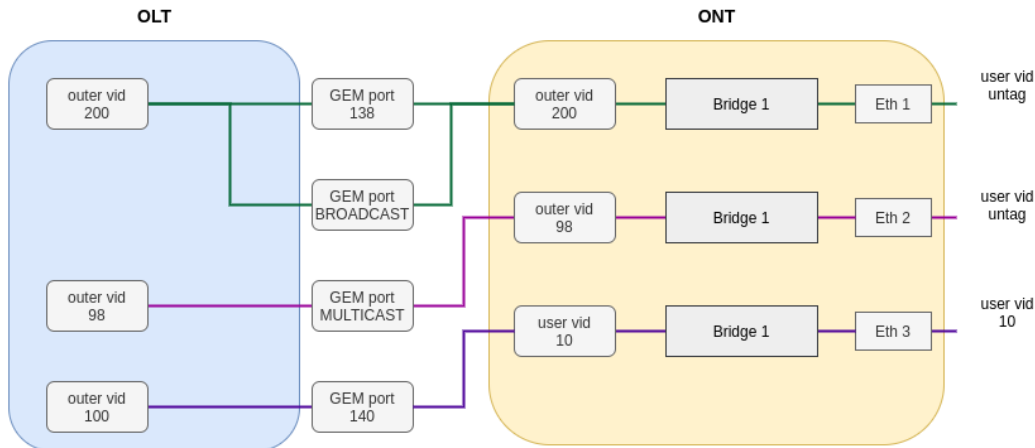 OLT
ONT
outer vid
200
GEM port
138
outer vid
200
Bridge 1
Eth 1
user vid
untag
GEM port
BROADCAST
outer vid
98
Bridge 1
Eth 2
user vid
untag
outer vid
98
GEM port
MULTICAST
user vid
10
Bridge 1
Eth 3
user vid
10
outer vid
100
GEM port
140